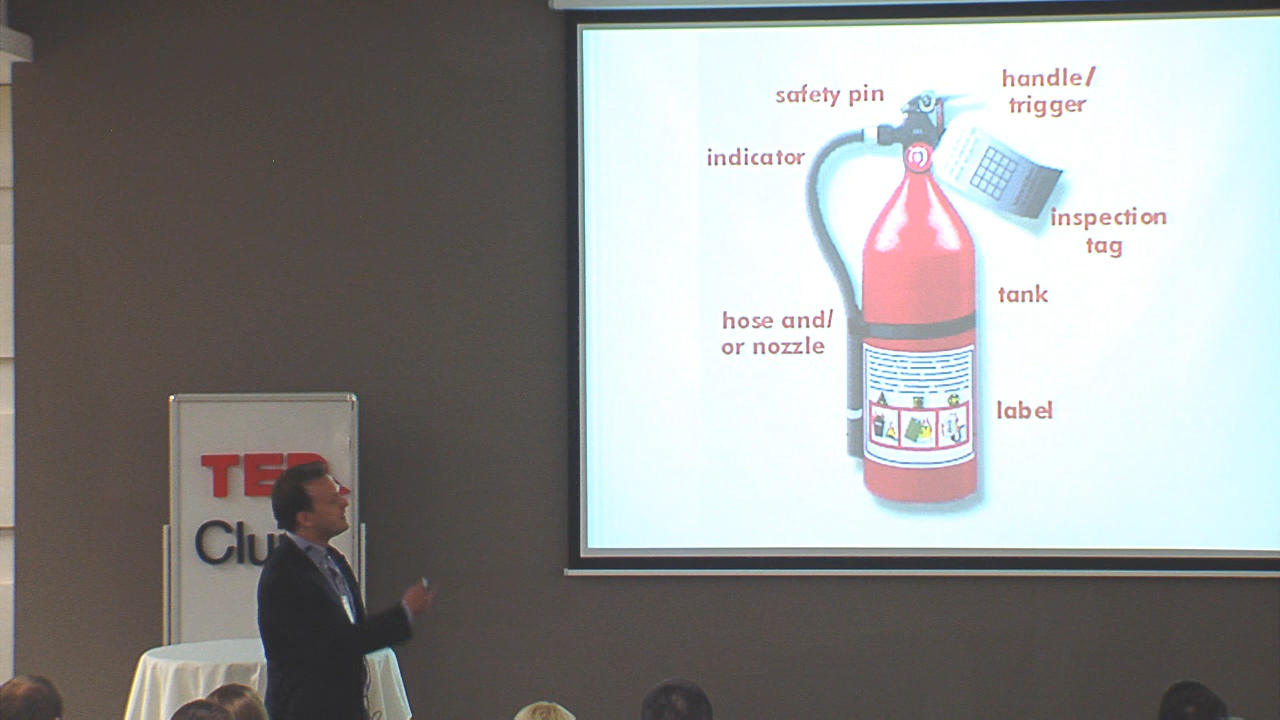 safety pin
handle/
trigger
indicator
inspection
tag
tank
hose and/
or nozzle
label
TED
Clu